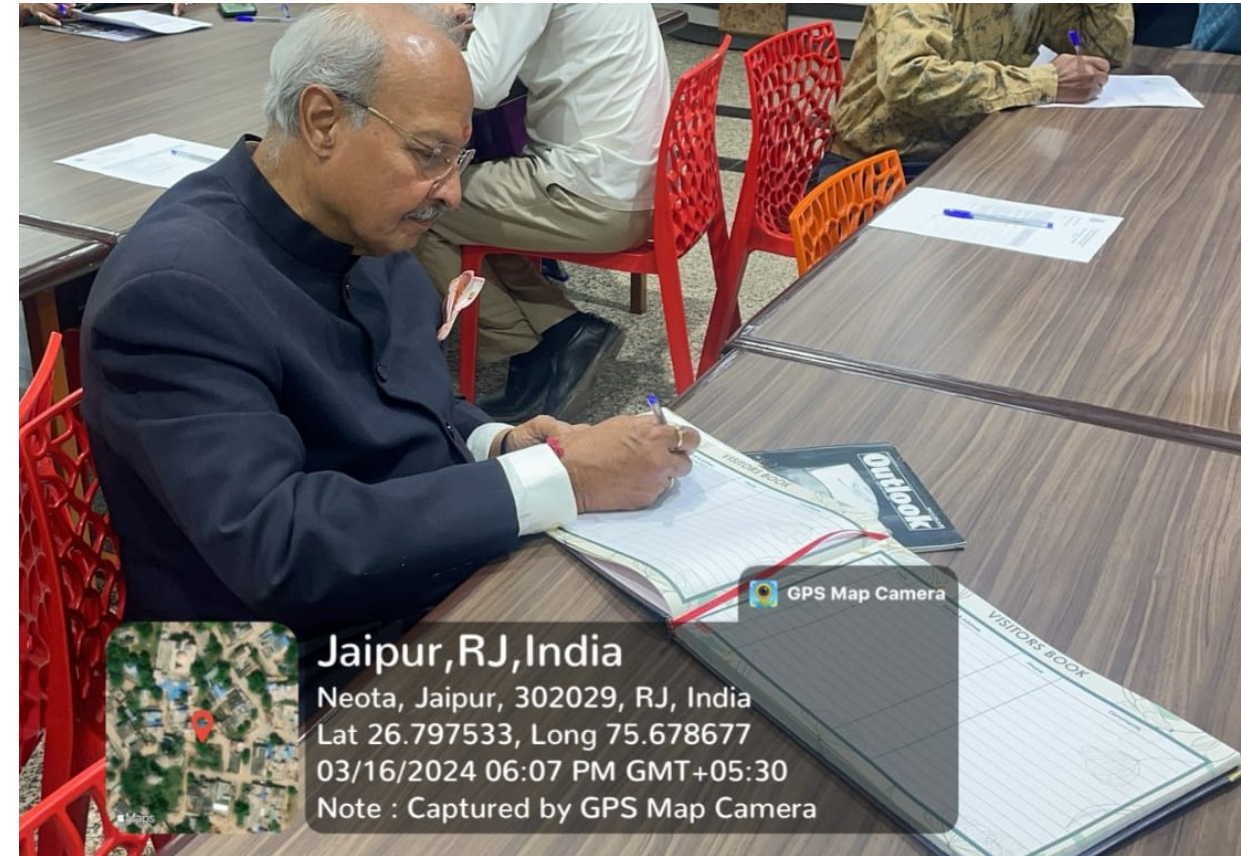 VISITORS BOOK
Outlook
GPS Map Camera
VISITORS BOOK
Comments
Jaipur,RJ,India
Neota, Jaipur, 302029, RJ, India
Lat 26.797533, Long 75.678677
03/16/2024 06:07 PM GMT+05:30
Note : Captured by GPS Map Camera
Maps